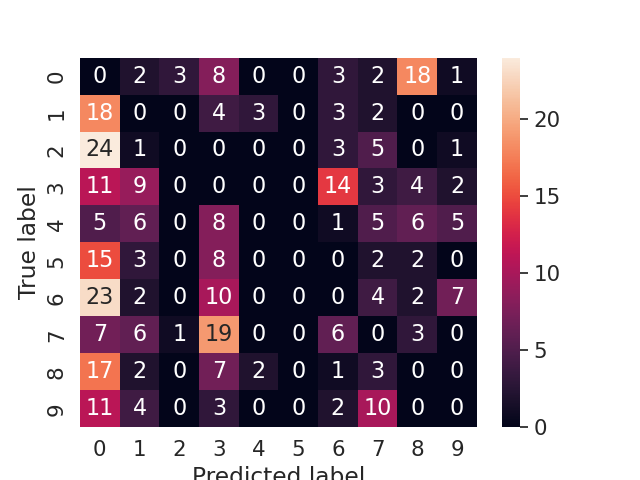 0 0 2 3 8 0 0 3 2 18 1
1 18 0 0 4 3 0 3 2 0 0
2 24 1 0 0 0 0 3 5 0 1
3 11 9 0 0 0 0 14 3 4 2
4 5 6 0 8 0 0 1 5 6 5
5 15 3 0 8 0 0 0 2 2 0
6 23 2 0 10 0 0 0 4 2 7
7 7 6 1 19 0 0 6 0 3 0
8 17 2 0 7 2 0 1 3 0 0
9 11 4 0 3 0 0 2 10 0 0
0 1 2 3 4 5 6 7 8 9
Predicted label
True label
20
15
10
5
0